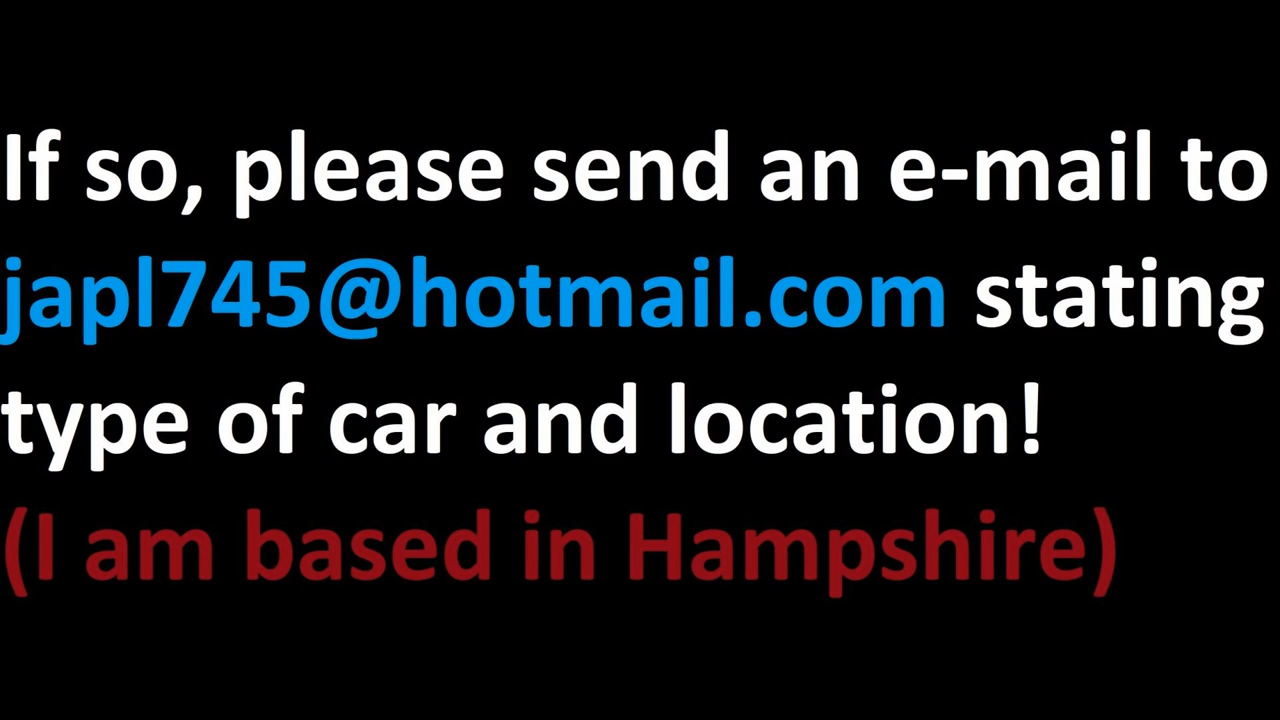 If so, please send an e-mail to
japl745@hotmail.com stating
type of car and location!
(I am based in Hampshire)